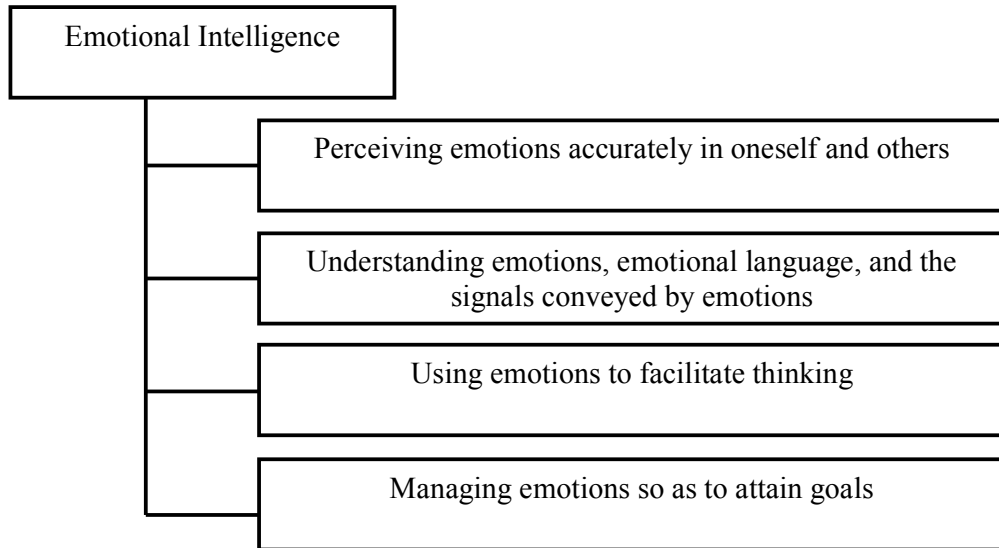 Emotional Intelligence
Perceiving emotions accurately in oneself and others
Understanding emotions, emotional language, and the
signals conveyed by emotions
Using emotions to facilitate thinking
Managing emotions so as to attain goals